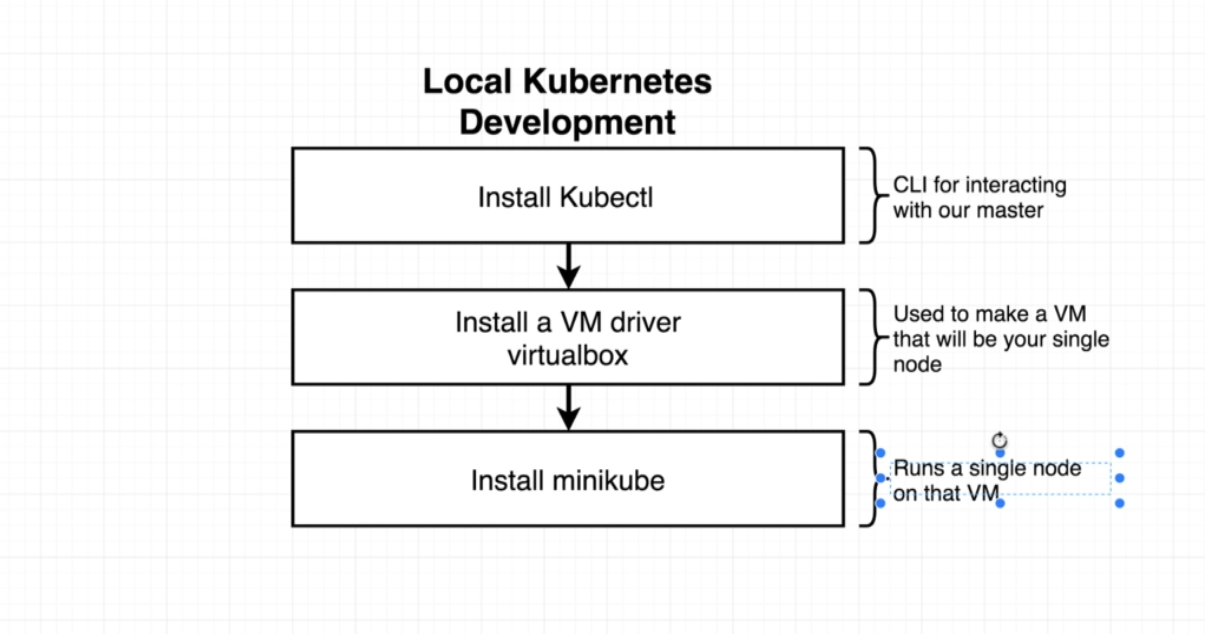 Local Kubernetes
Development
Install Kubectl
CLI for interacting
with our master
Install a VM driver
virtualbox
Used to make a VM
that will be your single
node
Install minikube
Runs a single node
on that VM